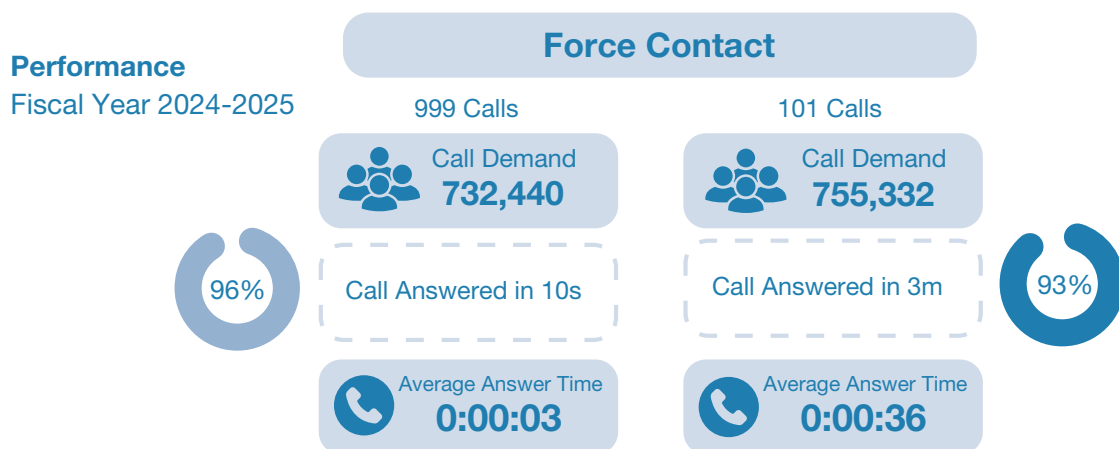 Force Contact
Performance
Fiscal Year 2024-2025
999 Calls
101 Calls
Call Demand
732,440
Call Demand
755,332
96%
Call Answered in 10s
Call Answered in 3m
93%
Average Answer Time
0:00:03
Average Answer Time
0:00:36